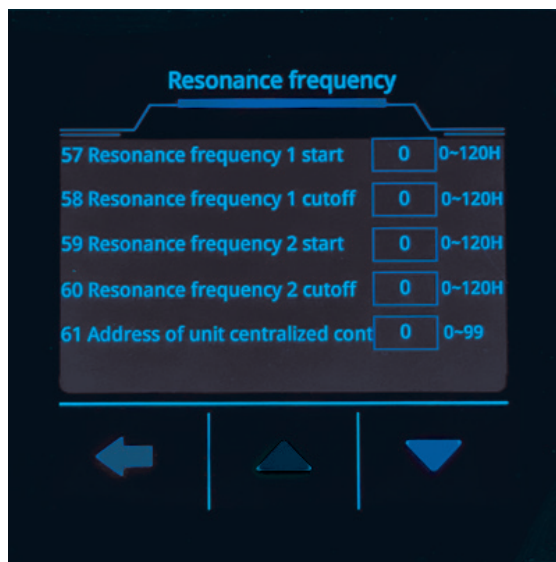 Resonance frequency
57 Resonance frequency 1 start 0 0~120H
58 Resonance frequency 1 cutoff 0 0~120H
59 Resonance frequency 2 start 0 0~120H
60 Resonance frequency 2 cutoff 0 0~120H
61 Address of unit centralized cont 0 0~99